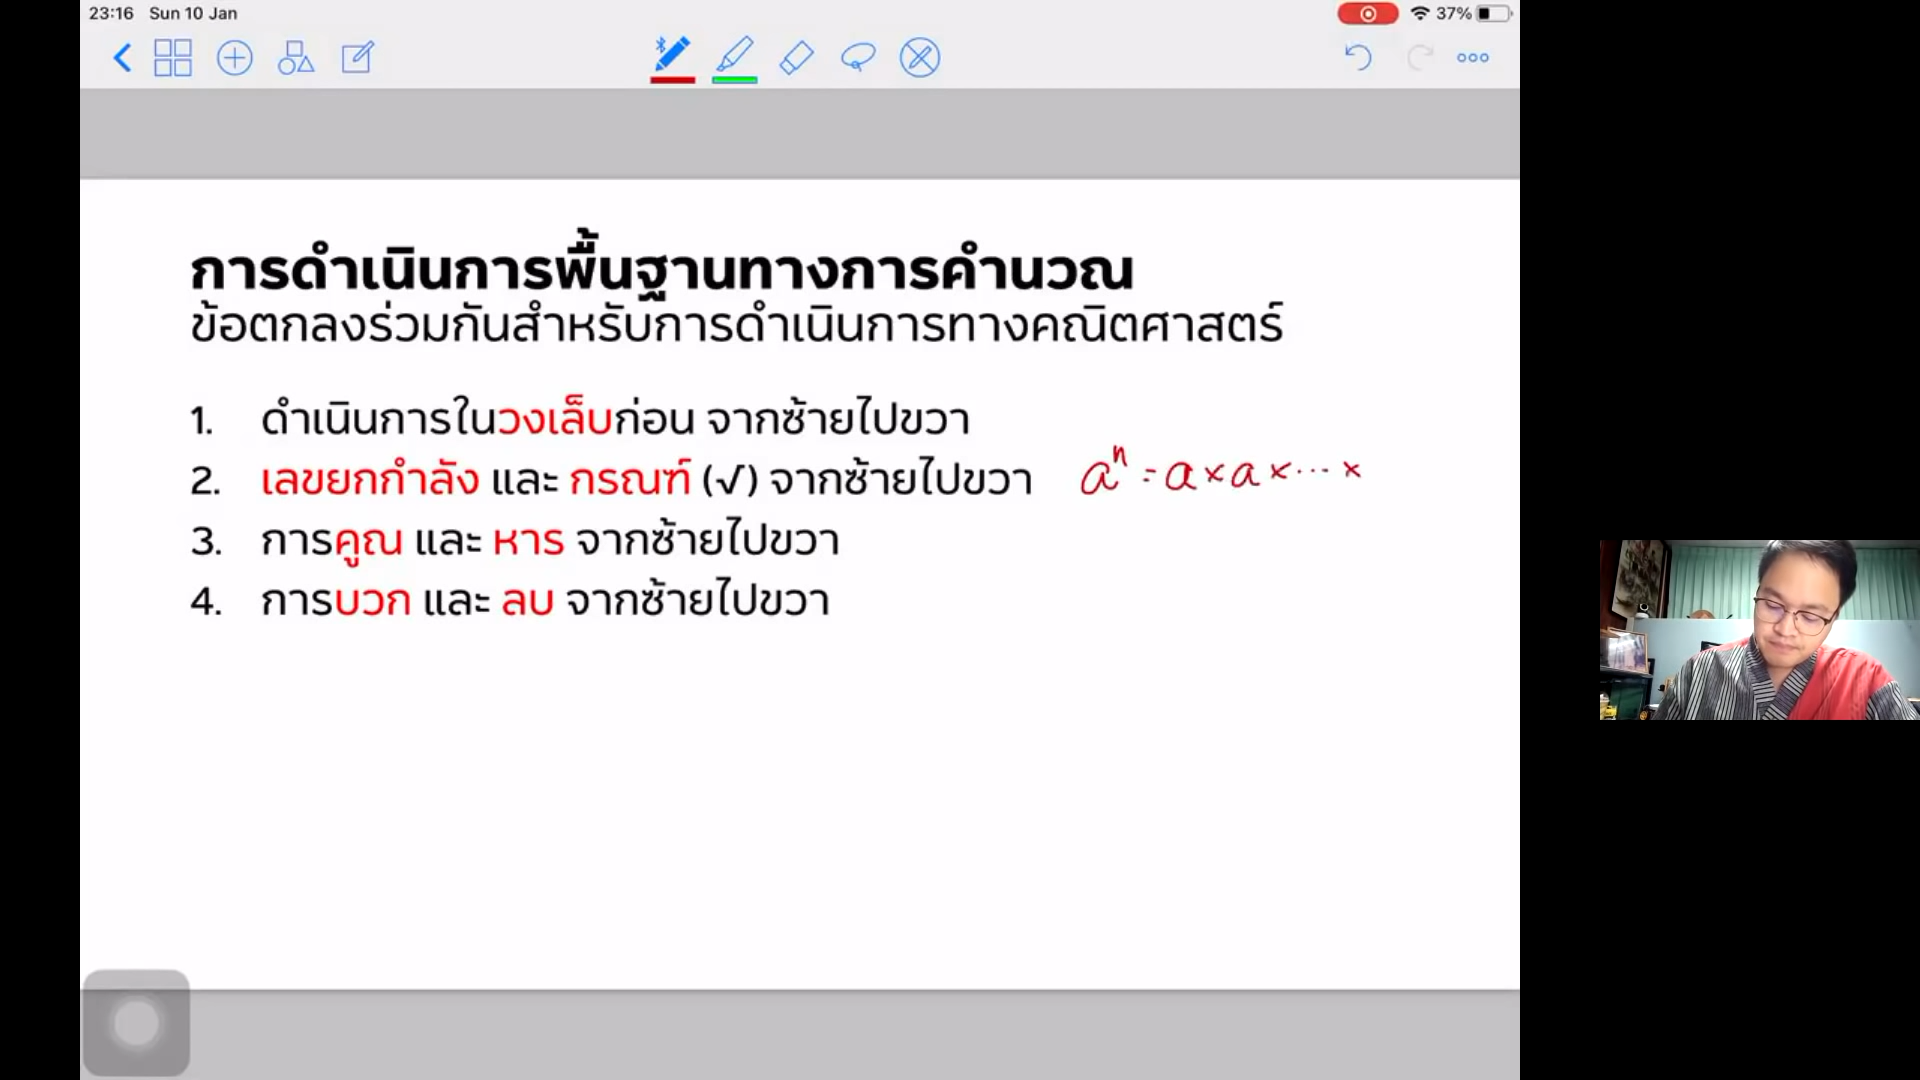 23:16 Sun 10 Jan
37%
การดำเนินการพื้นฐานทางการคำนวณ
ข้อตกลงร่วมกันสำหรับการดำเนินการทางคณิตศาสตร์
1. ดำเนินการในวงเล็บก่อน จากซ้ายไปขวา
2. เลขยกกำลัง และ กรณฑ์ (√) จากซ้ายไปขวา aⁿ = a × a × ··· ×
3. การคูณ และ หาร จากซ้ายไปขวา
4. การบวก และ ลบ จากซ้ายไปขวา